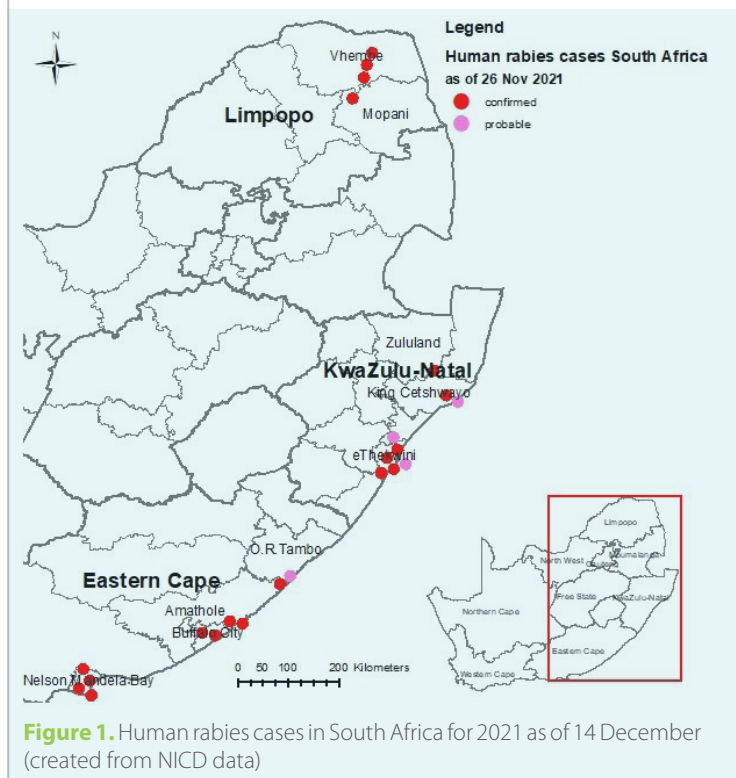 N
Legend
Human rabies cases South Africa
as of 26 Nov 2021
confirmed
probable
Vhembe
Limpopo
Mopani
Zululand
KwaZulu-Natal
King Cetshwayo
eThekwini
O.R.Tambo
Eastern Cape
Amathole
Buffalo City
Nelson Mandela Bay
0 50 100 200 Kilometers
Limpopo
North West
Gauteng
Mpumalanga
Free State
KwaZulu-Natal
Northern Cape
Eastern Cape
Western Cape
Figure 1. Human rabies cases in South Africa for 2021 as of 14 December
(created from NICD data)